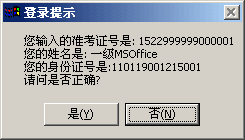 登录提示
您输入的准考证号是: 1522999999000001
您的姓名是: 一级MSOffice
您的身份证号是:110119001215001
请问是否正确?
是(Y)
否(N)